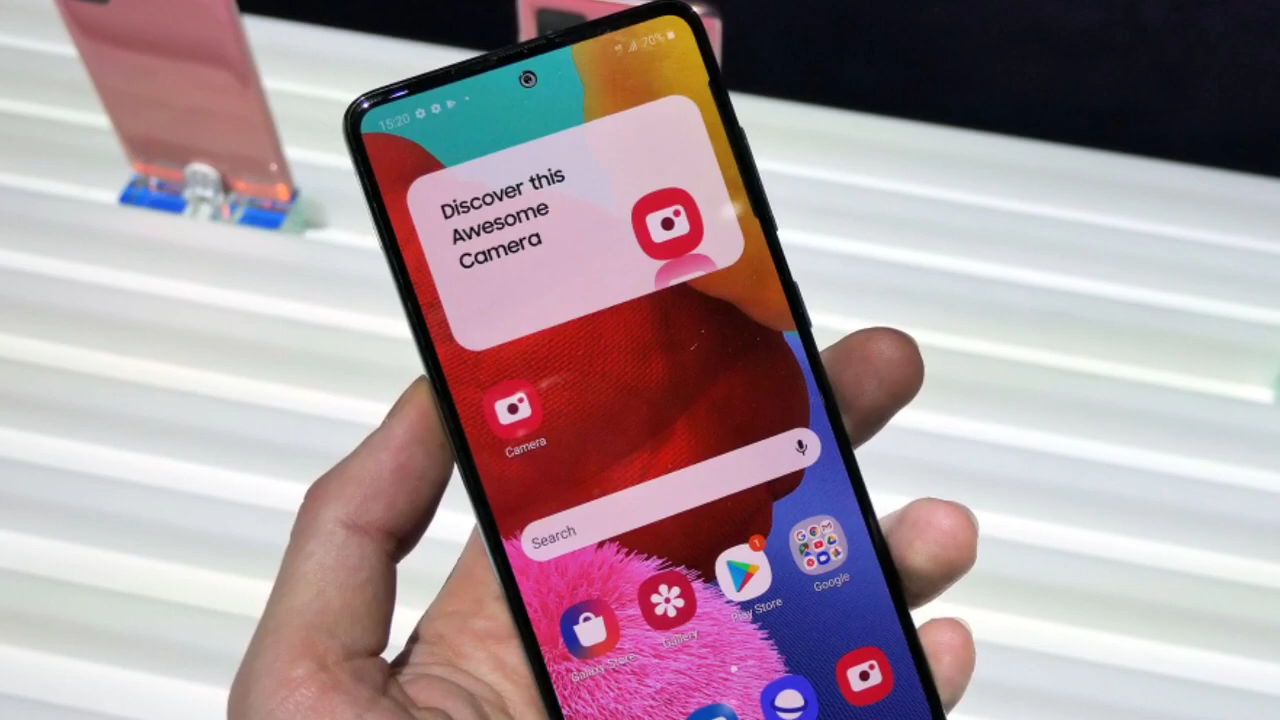 15:20
70%
Discover this
Awesome
Camera
Camera
Search
1
Galaxy Store
Gallery
Play Store
Google